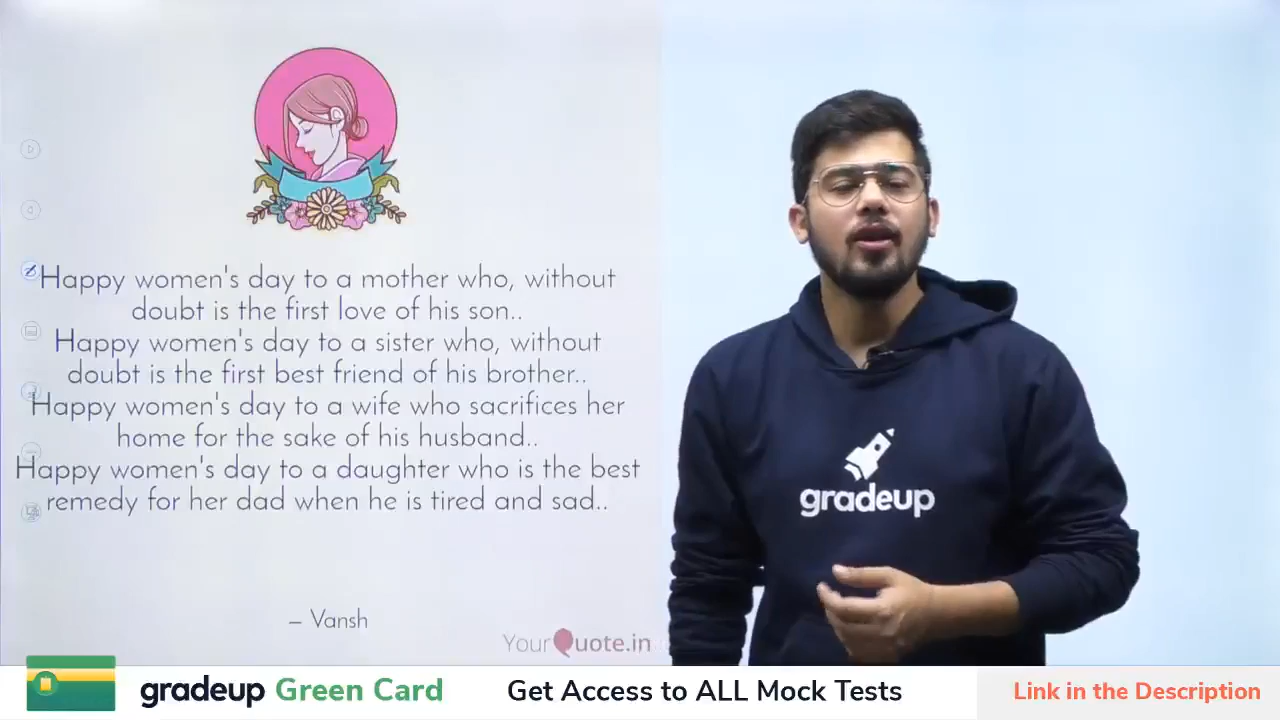 Happy women's day to a mother who, without
doubt is the first love of his son..
Happy women's day to a sister who, without
doubt is the first best friend of his brother..
Happy women's day to a wife who sacrifices her
home for the sake of his husband..
Happy women's day to a daughter who is the best
remedy for her dad when he is tired and sad..
– Vansh
YourQuote.in
gradeup
gradeup Green Card
Get Access to ALL Mock Tests
Link in the Description